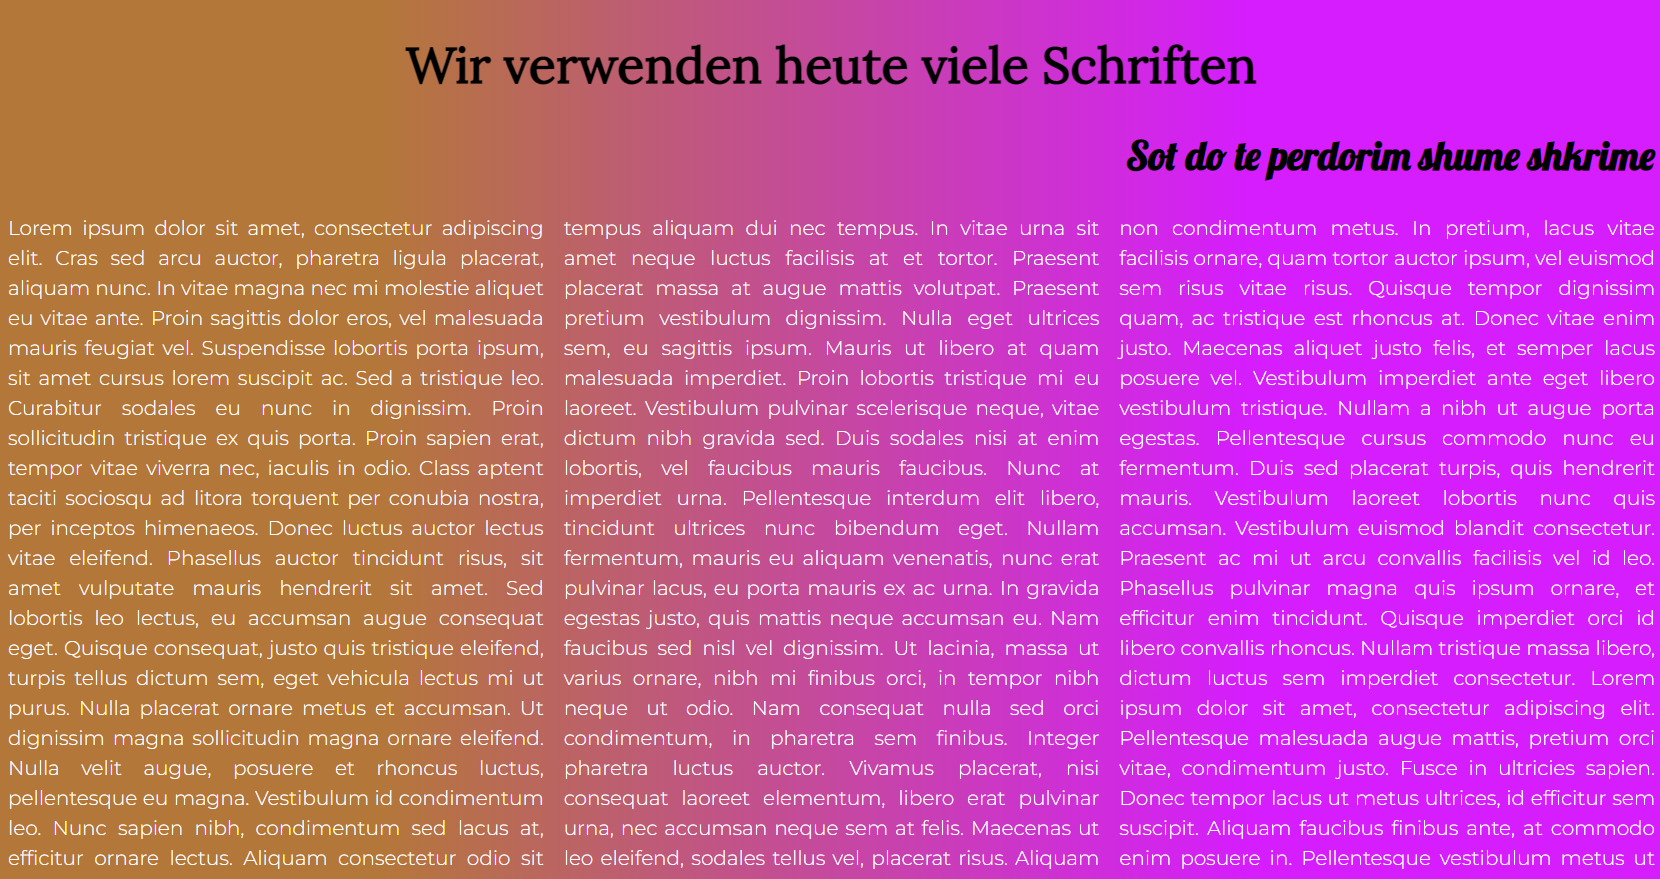 Wir verwenden heute viele Schriften
Sot do te perdorim shume shkrime
Lorem ipsum dolor sit amet, consectetur adipiscing
elit. Cras sed arcu auctor, pharetra ligula placerat,
aliquam nunc. In vitae magna nec mi molestie aliquet
eu vitae ante. Proin sagittis dolor eros, vel malesuada
mauris feugiat vel. Suspendisse lobortis porta ipsum,
sit amet cursus lorem suscipit ac. Sed a tristique leo.
Curabitur sodales eu nunc in dignissim. Proin
sollicitudin tristique ex quis porta. Proin sapien erat,
tempor vitae viverra nec, iaculis in odio. Class aptent
taciti sociosqu ad litora torquent per conubia nostra,
per inceptos himenaeos. Donec luctus auctor lectus
vitae eleifend. Phasellus auctor tincidunt risus, sit
amet vulputate mauris hendrerit sit amet. Sed
lobortis leo lectus, eu accumsan augue consequat
eget. Quisque consequat, justo quis tristique eleifend,
turpis tellus dictum sem, eget vehicula lectus mi ut
purus. Nulla placerat ornare metus et accumsan. Ut
dignissim magna sollicitudin magna ornare eleifend.
Nulla velit augue, posuere et rhoncus luctus,
pellentesque eu magna. Vestibulum id condimentum
leo. Nunc sapien nibh, condimentum sed lacus at,
efficitur ornare lectus. Aliquam consectetur odio sit
tempus aliquam dui nec tempus. In vitae urna sit
amet neque luctus facilisis at et tortor. Praesent
placerat massa at augue mattis volutpat. Praesent
pretium vestibulum dignissim. Nulla eget ultrices
sem, eu sagittis ipsum. Mauris ut libero at quam
malesuada imperdiet. Proin lobortis tristique mi eu
laoreet. Vestibulum pulvinar scelerisque neque, vitae
dictum nibh gravida sed. Duis sodales nisi at enim
lobortis, vel faucibus mauris faucibus. Nunc at
imperdiet urna. Pellentesque interdum elit libero,
tincidunt ultrices nunc bibendum eget. Nullam
fermentum, mauris eu aliquam venenatis, nunc erat
pulvinar lacus, eu porta mauris ex ac urna. In gravida
egestas justo, quis mattis neque accumsan eu. Nam
faucibus sed nisl vel dignissim. Ut lacinia, massa ut
varius ornare, nibh mi finibus orci, in tempor nibh
neque ut odio. Nam consequat nulla sed orci
condimentum, in pharetra sem finibus. Integer
pharetra luctus auctor. Vivamus placerat, nisi
consequat laoreet elementum, libero erat pulvinar
urna, nec accumsan neque sem at felis. Maecenas ut
leo eleifend, sodales tellus vel, placerat risus. Aliquam
non condimentum metus. In pretium, lacus vitae
facilisis ornare, quam tortor auctor ipsum, vel euismod
sem risus vitae risus. Quisque tempor dignissim
quam, ac tristique est rhoncus at. Donec vitae enim
justo. Maecenas aliquet justo felis, et semper lacus
posuere vel. Vestibulum imperdiet ante eget libero
vestibulum tristique. Nullam a nibh ut augue porta
egestas. Pellentesque cursus commodo nunc eu
fermentum. Duis sed placerat turpis, quis hendrerit
mauris. Vestibulum laoreet lobortis nunc quis
accumsan. Vestibulum euismod blandit consectetur.
Praesent ac mi ut arcu convallis facilisis vel id leo.
Phasellus pulvinar magna quis ipsum ornare, et
efficitur enim tincidunt. Quisque imperdiet orci id
libero convallis rhoncus. Nullam tristique massa libero,
dictum luctus sem imperdiet consectetur. Lorem
ipsum dolor sit amet, consectetur adipiscing elit.
Pellentesque malesuada augue mattis, pretium orci
vitae, condimentum justo. Fusce in ultricies sapien.
Donec tempor lacus ut metus ultrices, id efficitur sem
suscipit. Aliquam faucibus finibus ante, at commodo
enim posuere in. Pellentesque vestibulum metus ut